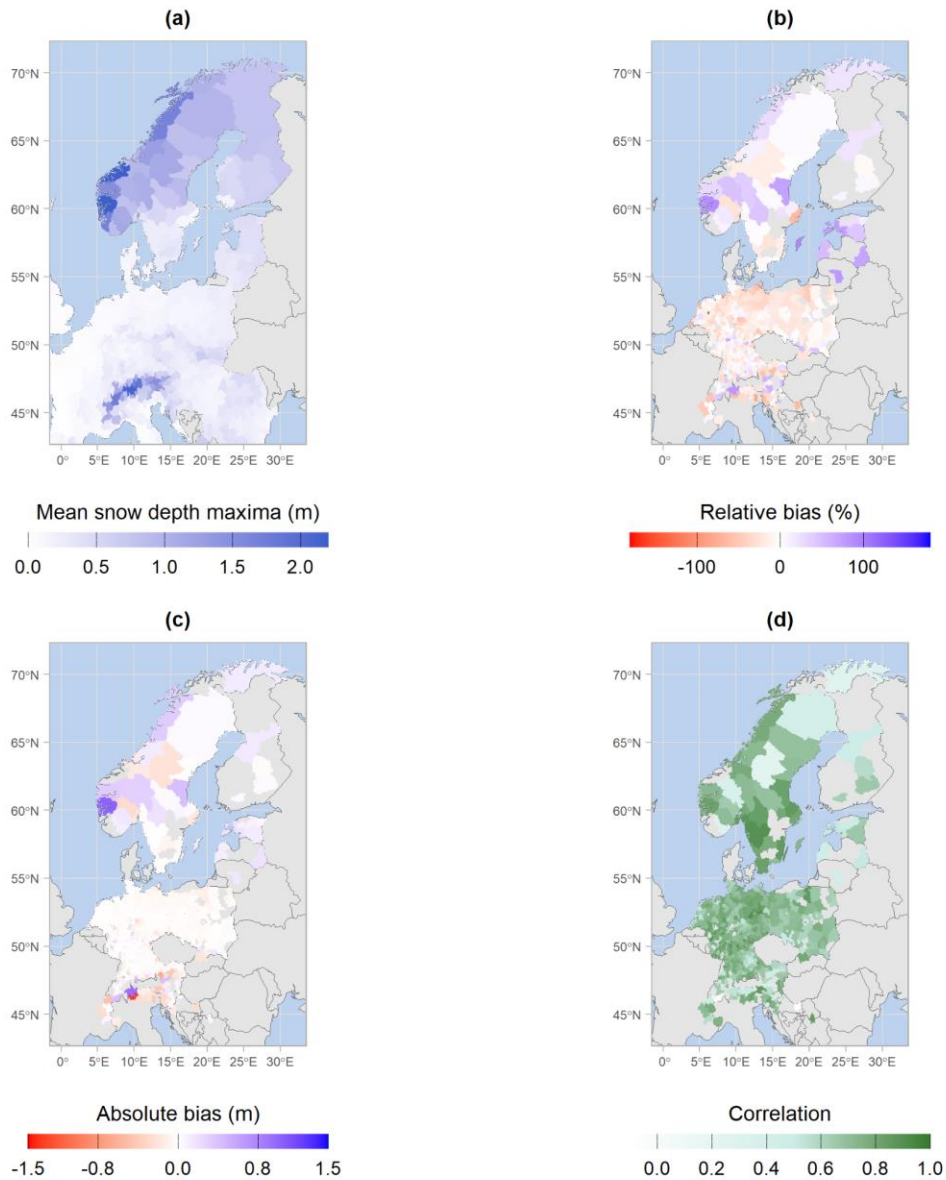 (a)
(b)
70°N
65°N
60°N
55°N
50°N
45°N
0°
5°E
10°E
15°E
20°E
25°E
30°E
70°N
65°N
60°N
55°N
50°N
45°N
0°
5°E
10°E
15°E
20°E
25°E
30°E
Mean snow depth maxima (m)
0.0 0.5 1.0 1.5 2.0
Relative bias (%)
-100 0 100
(c)
(d)
70°N
65°N
60°N
55°N
50°N
45°N
0°
5°E
10°E
15°E
20°E
25°E
30°E
70°N
65°N
60°N
55°N
50°N
45°N
0°
5°E
10°E
15°E
20°E
25°E
30°E
Absolute bias (m)
-1.5 -0.8 0.0 0.8 1.5
Correlation
0.0 0.2 0.4 0.6 0.8 1.0